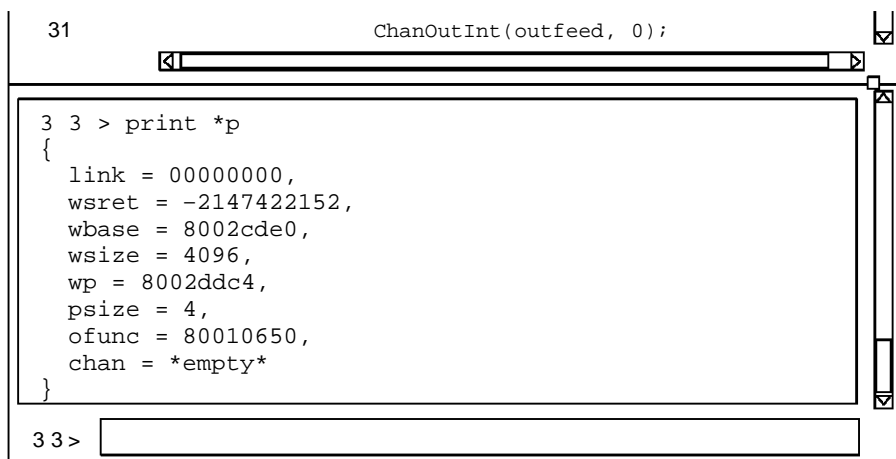 31 ChanOutInt(outfeed, 0);
3 3 > print *p
{
link = 00000000,
wsret = -2147422152,
wbase = 8002cde0,
wsize = 4096,
wp = 8002ddc4,
psize = 4,
ofunc = 80010650,
chan = *empty*
}
3 3 >